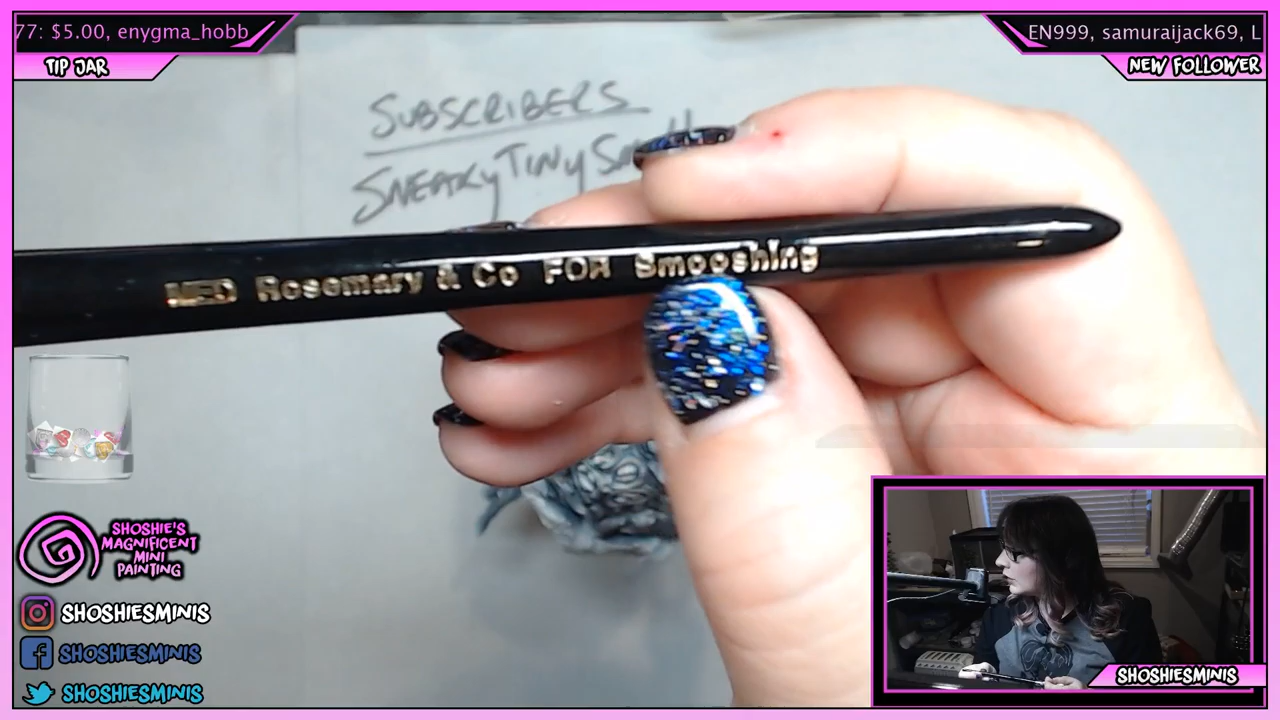 77: $5.00, enygma_hobb
TIP JAR
EN999, samuraijack69, L
NEW FOLLOWER
SUBSCRIBERS
SNEAKYTINY
MED Rosemary & Co FOR Smooshing
SHOSHIE'S
MAGNIFICENT
MINI
PAINTING
SHOSHIESMINIS
SHOSHIESMINIS
SHOSHIESMINIS
SHOSHIESMINIS